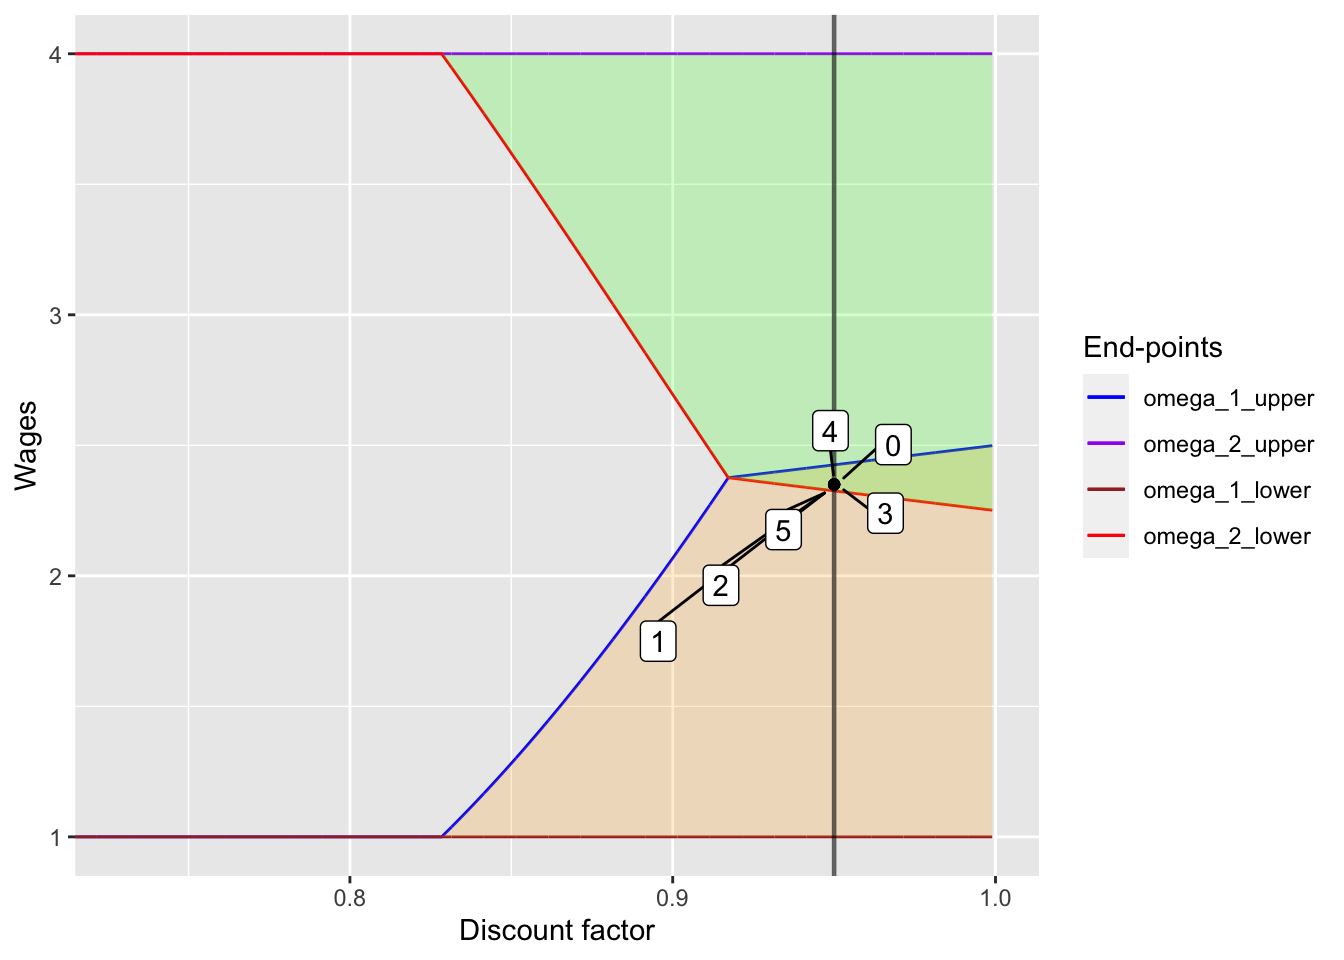 4
3
2
1
Wages
4
0
3
5
2
1
0.8
0.9
1.0
Discount factor
End-points
omega_1_upper
omega_2_upper
omega_1_lower
omega_2_lower